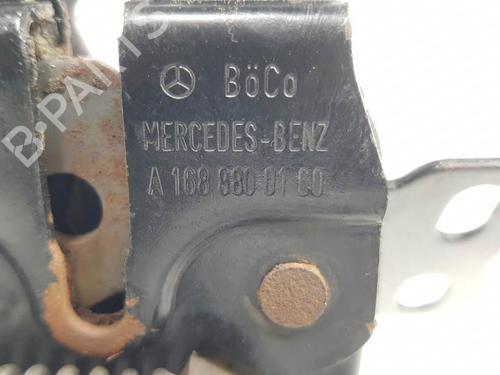 B-PARTS
BöCo
MERCEDES-BENZ
A 168 880 01 60